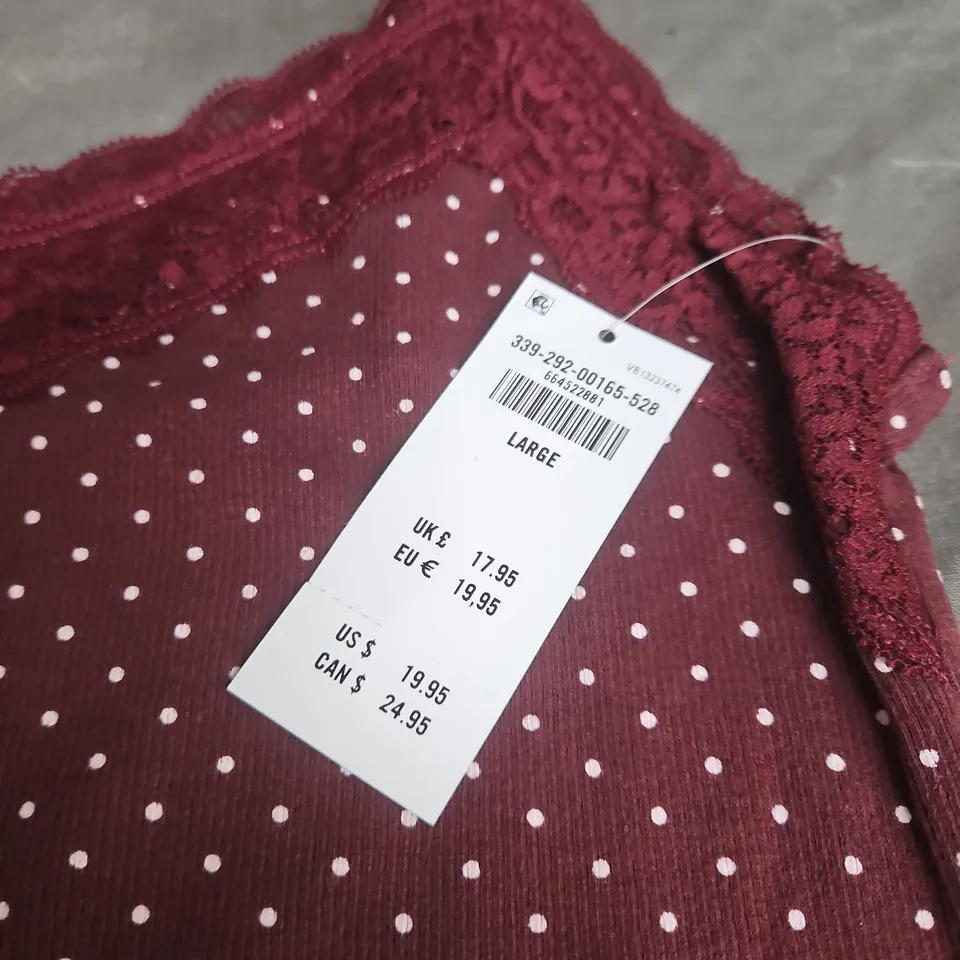 339-292-00165-528
VB13237474
664522881
LARGE
UK £ 17.95
EU € 19,95
US $ 19.95
CAN $ 24.95